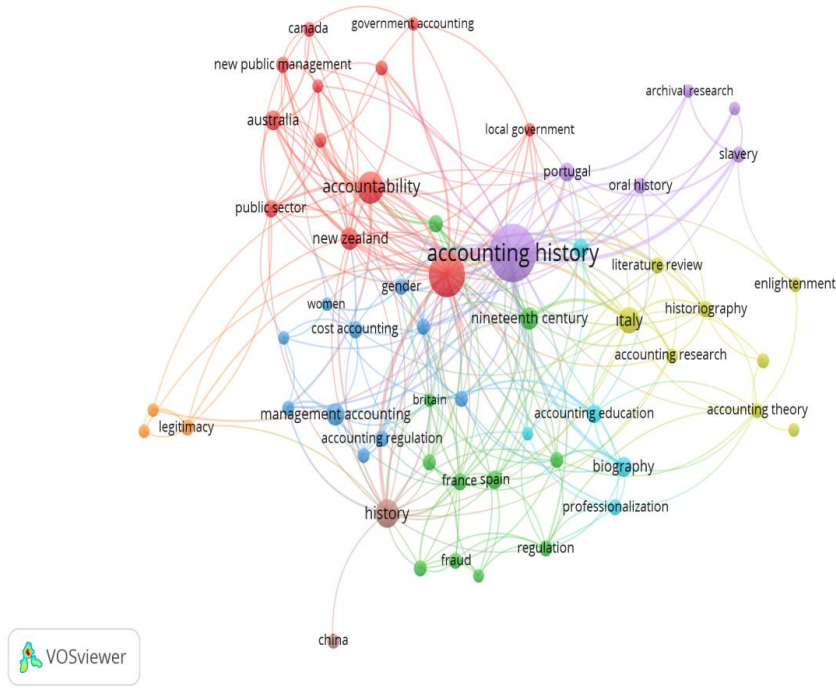 canada
government accounting
new public management
archival research
australia
local government
slavery
portugal
accountability
oral history
public sector
new zealand
accounting history
literature review
enlightenment
gender
women
historiography
nineteenth century
ıtaly
cost accounting
accounting research
britain
management accounting
accounting education
accounting theory
legitimacy
accounting regulation
biography
france
spain
professionalization
history
regulation
fraud
china
VOSviewer